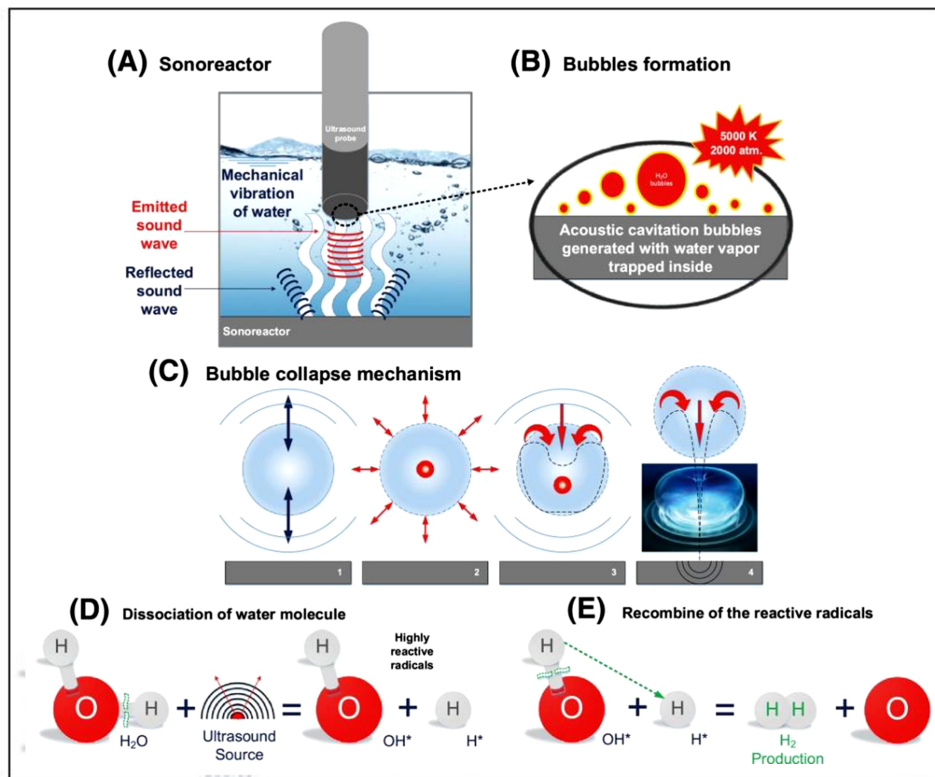 (A) Sonoreactor
Ultrasound
probe
Mechanical
vibration
of water
Emitted
sound
wave
Reflected
sound
wave
Sonoreactor
(B) Bubbles formation
5000 K
2000 atm.
H₂O
bubbles
Acoustic cavitation bubbles
generated with water vapor
trapped inside
(C) Bubble collapse mechanism
1
2
3
4
(D) Dissociation of water molecule
H
O
H
H₂O
+
Ultrasound
Source
=
H
O
OH*
Highly
reactive
radicals
+
H
H*
(E) Recombine of the reactive radicals
H
O
OH*
+
H
H*
=
H H
H₂
Production
+
O